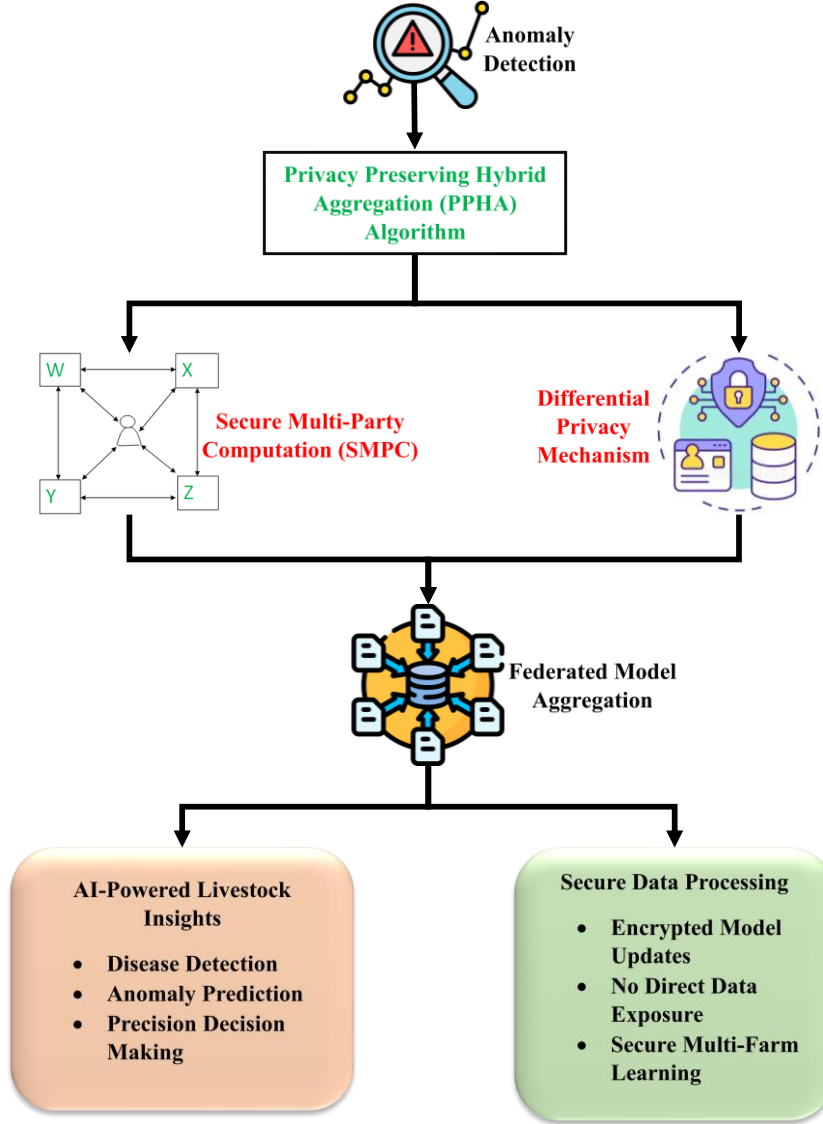 Anomaly
Detection
Privacy Preserving Hybrid
Aggregation (PPHA)
Algorithm
W
X
Y
Z
Secure Multi-Party
Computation (SMPC)
Differential
Privacy
Mechanism
Federated Model
Aggregation
AI-Powered Livestock
Insights
• Disease Detection
• Anomaly Prediction
• Precision Decision
Making
Secure Data Processing
• Encrypted Model
Updates
• No Direct Data
Exposure
• Secure Multi-Farm
Learning